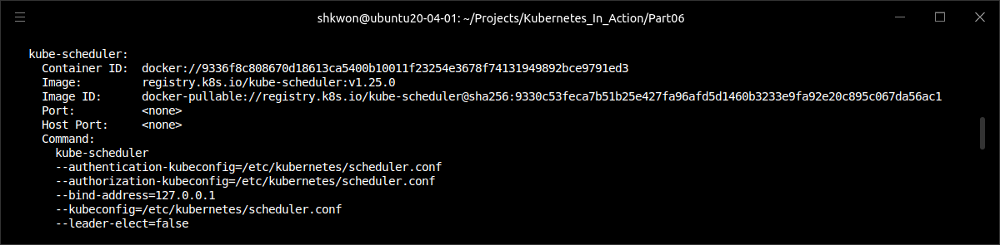 shkwon@ubuntu20-04-01: ~/Projects/Kubernetes_In_Action/Part06
kube-scheduler:
  Container ID:  docker://9336f8c808670d18613ca5400b10011f23254e3678f74131949892bce9791ed3
  Image:         registry.k8s.io/kube-scheduler:v1.25.0
  Image ID:      docker-pullable://registry.k8s.io/kube-scheduler@sha256:9330c53feca7b51b25e427fa96afd5d1460b3233e9fa92e20c895c067da56ac1
  Port:          <none>
  Host Port:     <none>
  Command:
    kube-scheduler
    --authentication-kubeconfig=/etc/kubernetes/scheduler.conf
    --authorization-kubeconfig=/etc/kubernetes/scheduler.conf
    --bind-address=127.0.0.1
    --kubeconfig=/etc/kubernetes/scheduler.conf
    --leader-elect=false